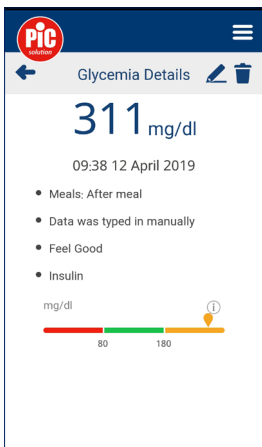 PiC
solution
Glycemia Details
311 mg/dl
09:38 12 April 2019
Meals: After meal
Data was typed in manually
Feel Good
Insulin
mg/dl
80 180